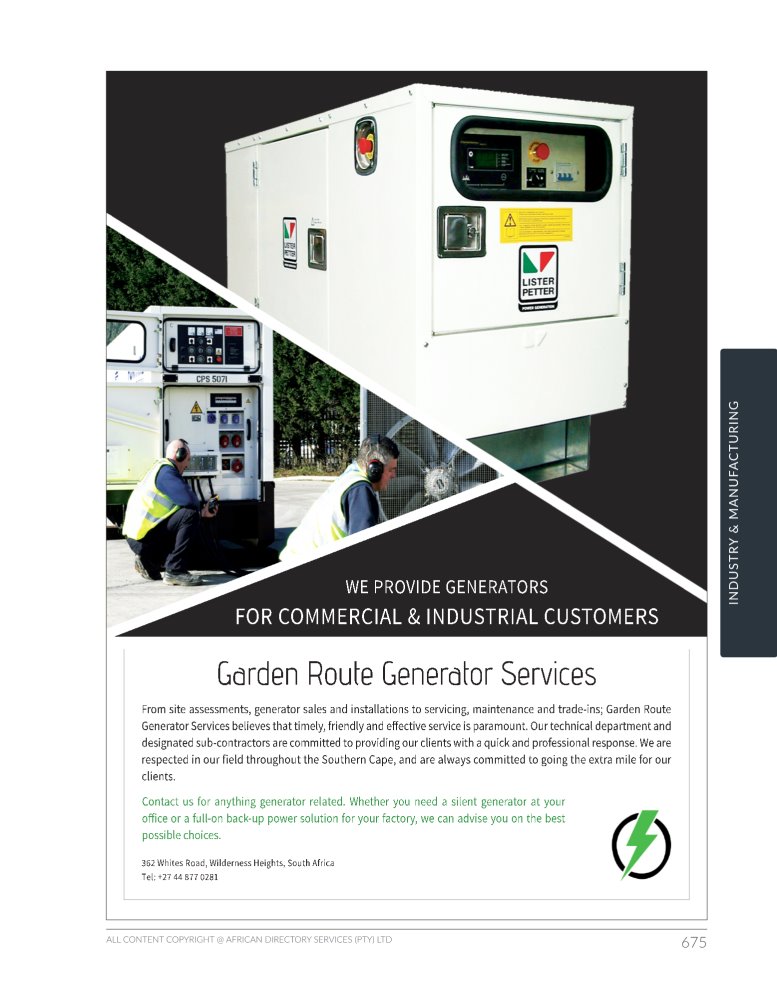 LISTER
PETTER
LISTER
PETTER
POWER GENERATION
CPS 5071
INDUSTRY & MANUFACTURING
WE PROVIDE GENERATORS
FOR COMMERCIAL & INDUSTRIAL CUSTOMERS
Garden Route Generator Services
From site assessments, generator sales and installations to servicing, maintenance and trade-ins; Garden Route
Generator Services believes that timely, friendly and effective service is paramount. Our technical department and
designated sub-contractors are committed to providing our clients with a quick and professional response. We are
respected in our field throughout the Southern Cape, and are always committed to going the extra mile for our
clients.
Contact us for anything generator related. Whether you need a silent generator at your
office or a full-on back-up power solution for your factory, we can advise you on the best
possible choices.
362 Whites Road, Wilderness Heights, South Africa
Tel: +27 44 877 0281
ALL CONTENT COPYRIGHT @ AFRICAN DIRECTORY SERVICES (PTY) LTD
675